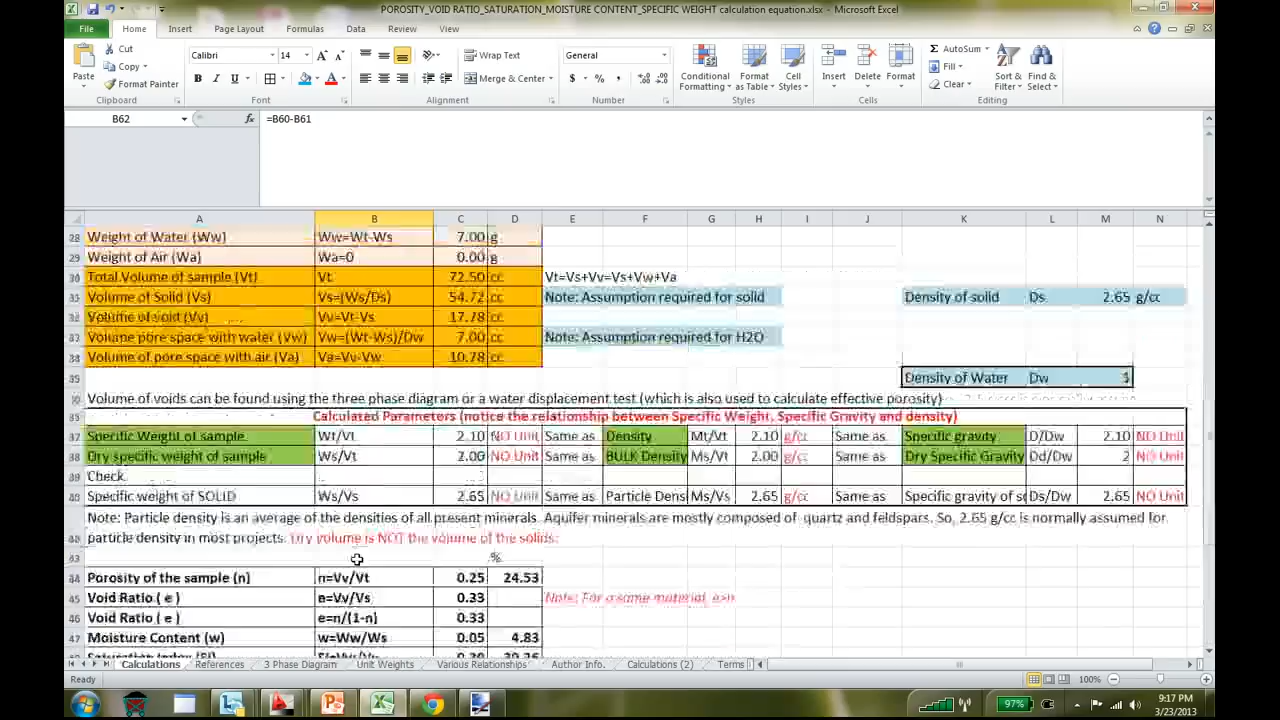 POROSITY_VOID RATIO_SATURATION_MOISTURE CONTENT_SPECIFIC WEIGHT calculation equation.xlsx - Microsoft Excel
File Home Insert Page Layout Formulas Data Review View
Paste Cut Copy Format Painter Clipboard
Calibri 14 A A B I U A Font
Wrap Text Merge & Center Alignment
General $ % , Number
Conditional Formatting Format as Table Cell Styles Styles
Insert Delete Format Cells
AutoSum Fill Clear Sort & Filter Find & Select Editing
B62 fx =B60-B61
A B C D E F G H I J K L M N
28 Weight of Water (Ww) Ww=Wt-Ws 7.00 g
29 Weight of Air (Wa) Wa=0 0.00 g
Total Volume of sample (Vt) Vt 72.50 cc Vt=Vs+Vv=Vs+Vw+Va
Volume of Solid (Vs) Vs=(Ws/Ds) 54.72 cc Note: Assumption required for solid Density of solid Ds 2.65 g/cc
Volume of void (Vv) Vv=Vt-Vs 17.78 cc
Volume pore space with water (Vw) Vw=(Wt-Ws)/Dw 7.00 cc Note: Assumption required for H2O
Volume of pore space with air (Va) Va=Vv-Vw 10.78 cc
Density of Water Dw
Volume of voids can be found using the three phase diagram or a water displacement test (which is also used to calculate effective porosity)
Calculated Parameters (notice the relationship between Specific Weight, Specific Gravity and density)
37 Specific Weight of sample Wt/Vt 2.10 NO Unit Same as Density Mt/Vt 2.10 g/cc Same as Specific gravity D/Dw 2.10 NO Unit
38 Dry specific weight of sample Ws/Vt 2.00 NO Unit Same as BULK Density Ms/Vt 2.00 g/cc Same as Dry Specific Gravity Dd/Dw 2 NO Unit
Check
Specific weight of SOLID Ws/Vs 2.65 NO Unit Same as Particle Dens Ms/Vs 2.65 g/cc Same as Specific gravity of so Ds/Dw 2.65 NO Unit
Note: Particle density is an average of the densities of all present minerals. Aquifer minerals are mostly composed of quartz and feldspars. So, 2.65 g/cc is normally assumed for
particle density in most projects. Dry volume is NOT the volume of the solids.
%
44 Porosity of the sample (n) n=Vv/Vt 0.25 24.53
45 Void Ratio ( e ) e=Vv/Vs 0.33 Note: For a same material, e>n
46 Void Ratio ( e ) e=n/(1-n) 0.33
47 Moisture Content (w) w=Ww/Ws 0.05 4.83
Calculations References 3 Phase Diagram Unit Weights Various Relationships Author Info. Calculations (2) Terms
Ready 100%
97% 9:17 PM
3/23/2013